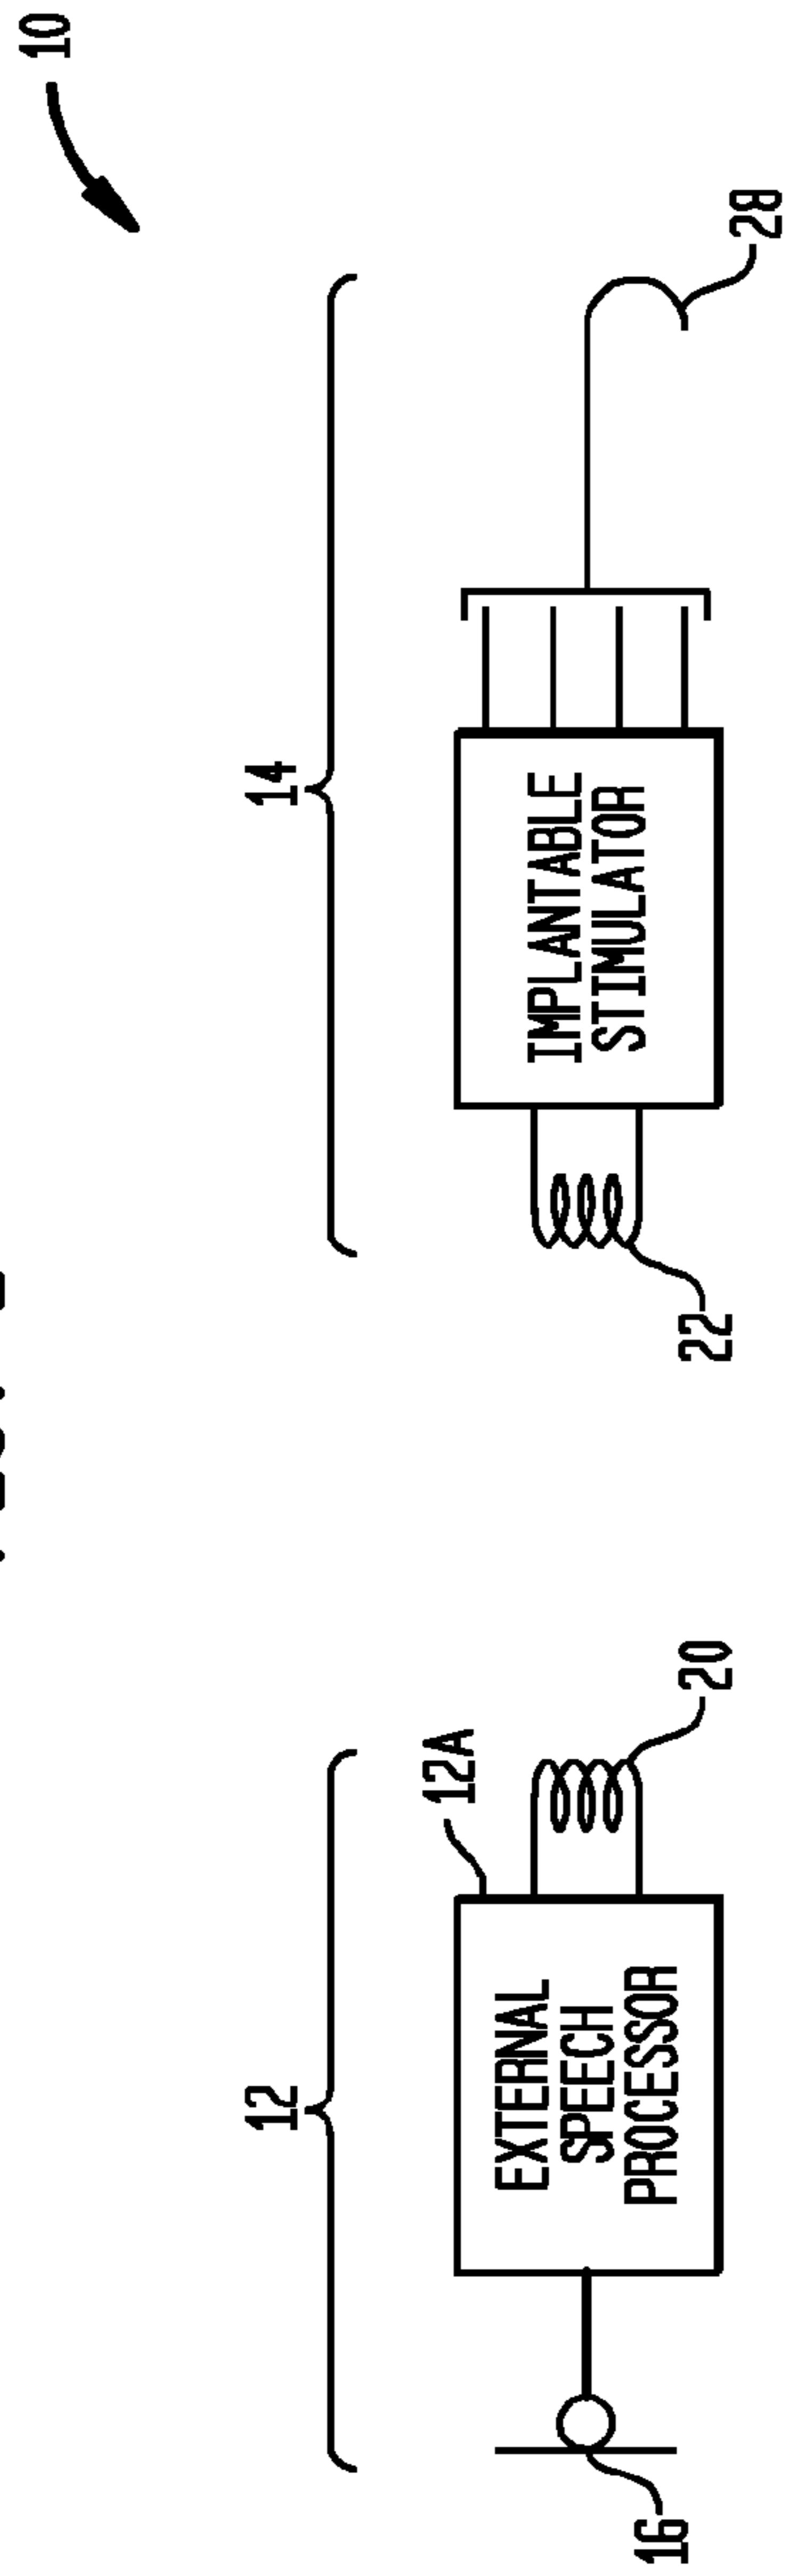 10
12
14
12A
EXTERNAL
SPEECH
PROCESSOR
IMPLANTABLE
STIMULATOR
16
20
22
28